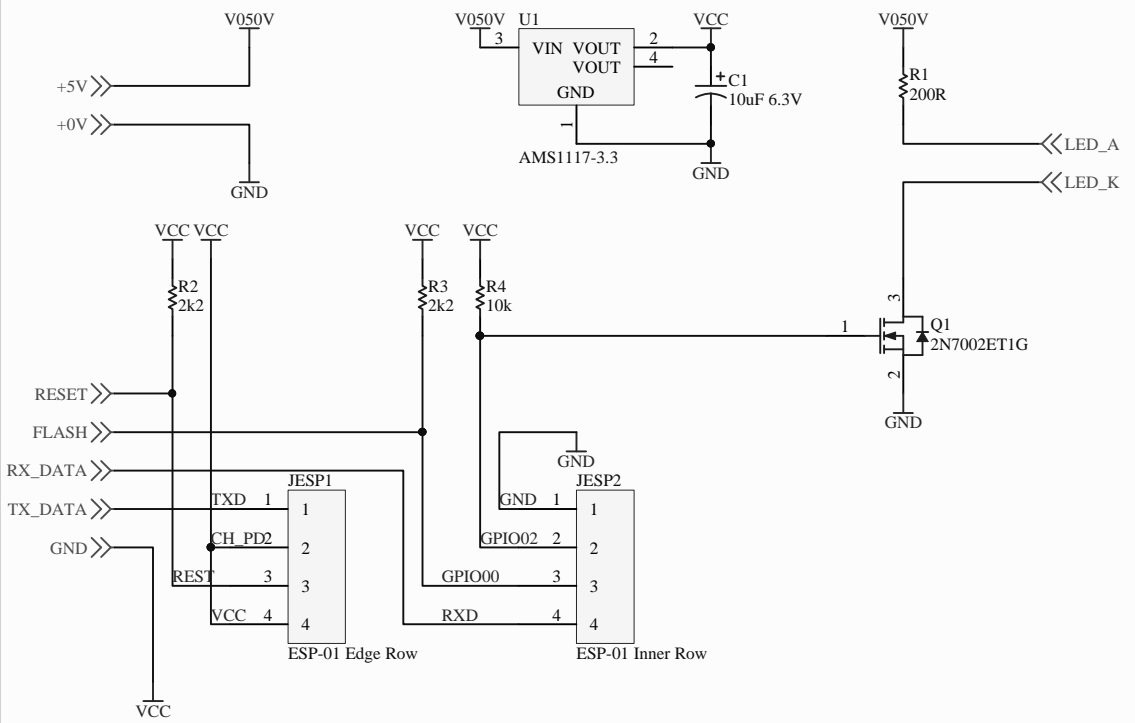 V050V
+5V
+0V
GND
V050V
U1
3
VIN
VOUT
2
VOUT
4
GND
1
AMS1117-3.3
VCC
C1
+
10uF 6.3V
GND
V050V
R1
200R
LED_A
LED_K
VCC
VCC
R2
2k2
VCC
R3
2k2
VCC
R4
10k
3
1
Q1
2N7002ET1G
2
GND
RESET
FLASH
RX_DATA
TX_DATA
GND
VCC
JESP1
TXD 1 1
CH_PD 2 2
REST 3 3
VCC 4 4
ESP-01 Edge Row
GND
JESP2
GND 1 1
GPIO02 2 2
GPIO00 3 3
RXD 4 4
ESP-01 Inner Row